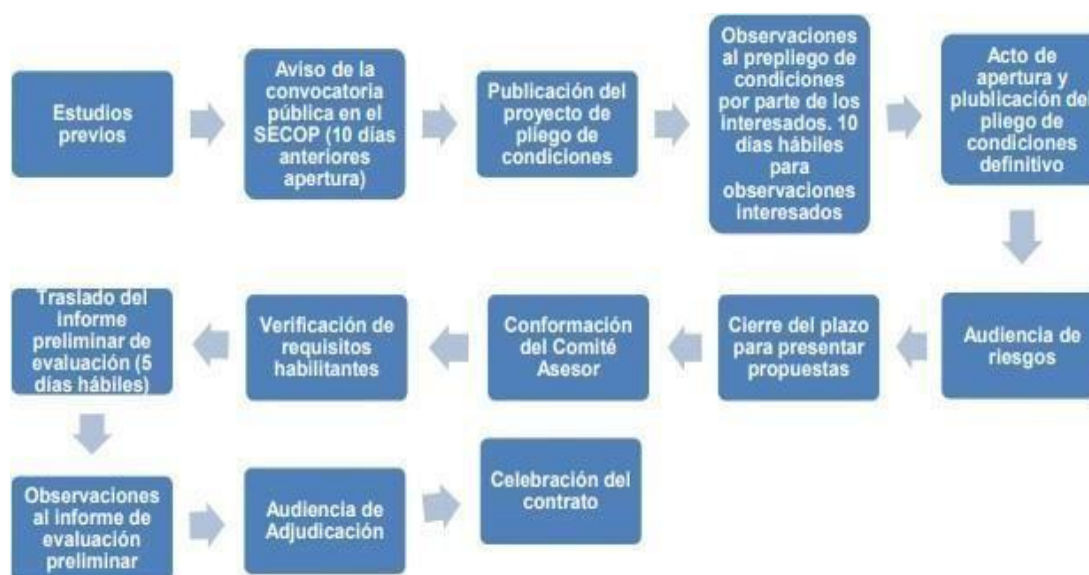 Estudios
previos
Aviso de la
convocatoria
pública en el
SECOP (10 días
anteriores
apertura)
Publicación del
proyecto de
pliego de
condiciones
Observaciones
al prepliego de
condiciones
por parte de los
interesados. 10
días hábiles
para
observaciones
interesados
Acto de
apertura y
plublicación de
pliego de
condiciones
definitivo
Audiencia de
riesgos
Cierre del plazo
para presentar
propuestas
Conformación
del Comité
Asesor
Verificación de
requisitos
habilitantes
Traslado del
informe
preliminar de
evaluación (5
días hábiles)
Observaciones
al informe de
evaluación
preliminar
Audiencia de
Adjudicación
Celebración del
contrato